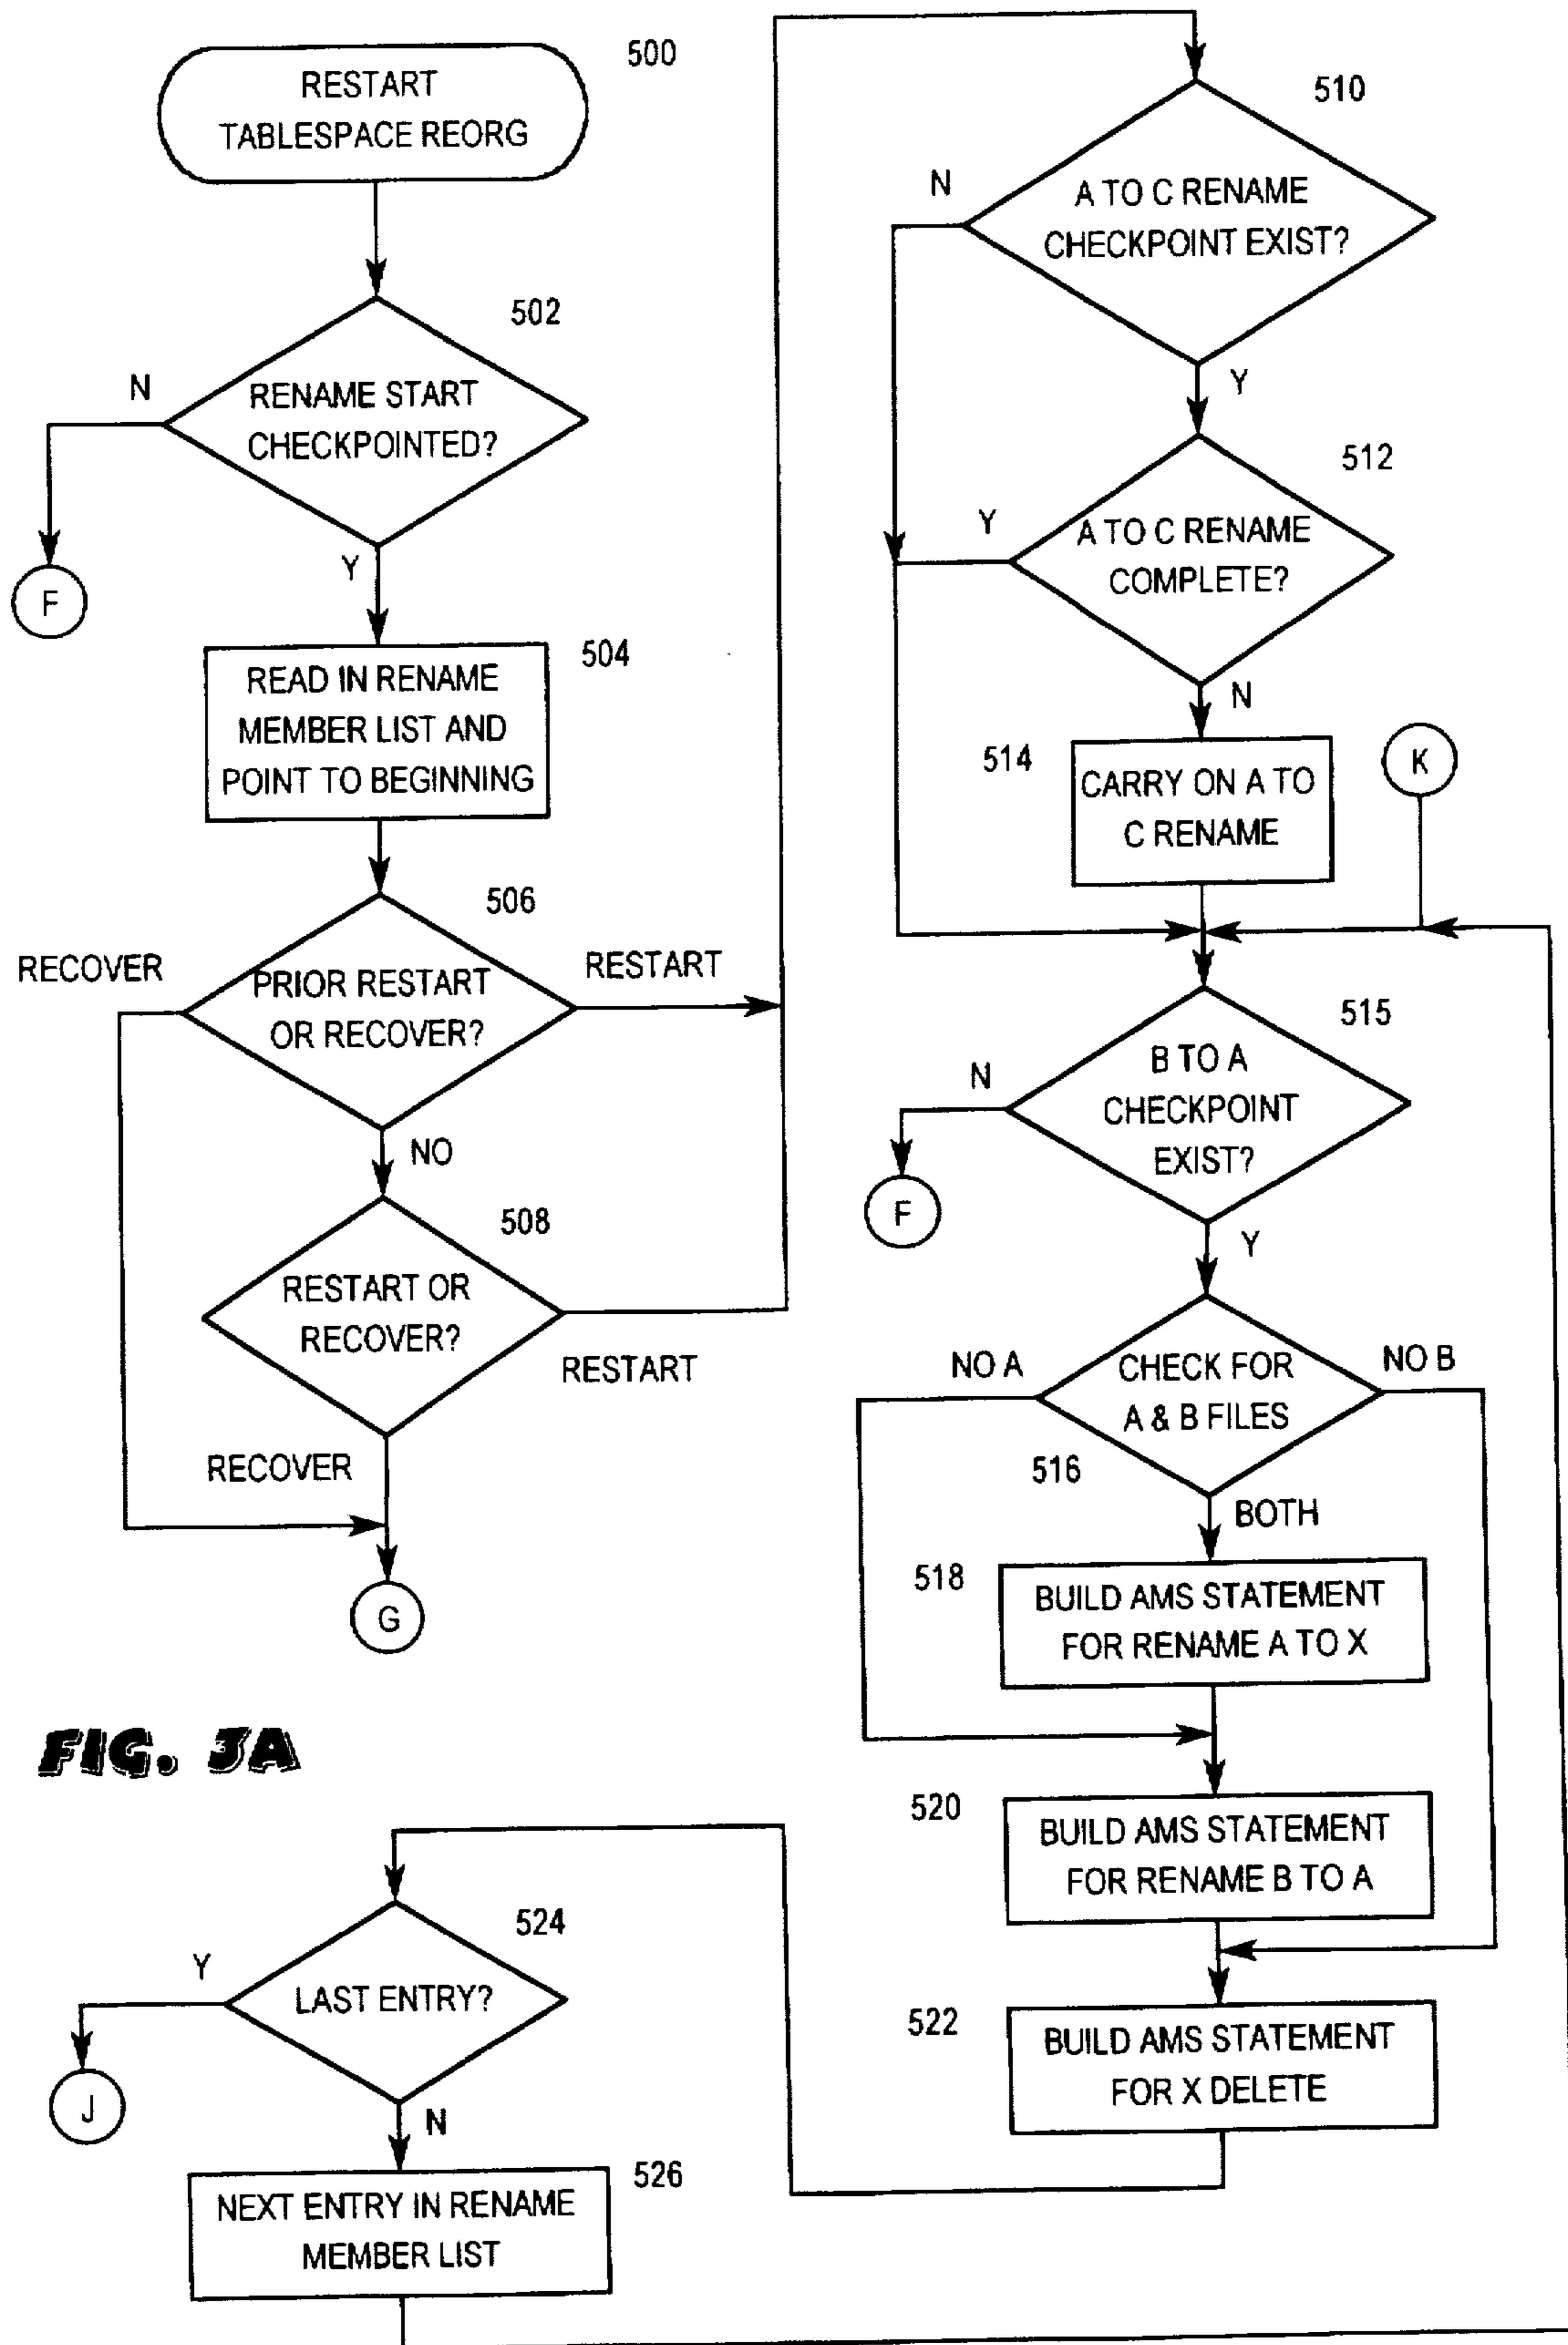 500
RESTART
TABLESPACE REORG
502
N
RENAME START
CHECKPOINTED?
F
Y
504
READ IN RENAME
MEMBER LIST AND
POINT TO BEGINNING
506
RECOVER
PRIOR RESTART
OR RECOVER?
RESTART
NO
508
RESTART OR
RECOVER?
RESTART
RECOVER
G
510
N
A TO C RENAME
CHECKPOINT EXIST?
Y
512
Y
A TO C RENAME
COMPLETE?
N
514
CARRY ON A TO
C RENAME
K
515
N
B TO A
CHECKPOINT
EXIST?
F
Y
NO A
CHECK FOR
A & B FILES
NO B
516
BOTH
518
BUILD AMS STATEMENT
FOR RENAME A TO X
520
BUILD AMS STATEMENT
FOR RENAME B TO A
522
BUILD AMS STATEMENT
FOR X DELETE
FIG. 3A
524
Y
LAST ENTRY?
J
N
526
NEXT ENTRY IN RENAME
MEMBER LIST